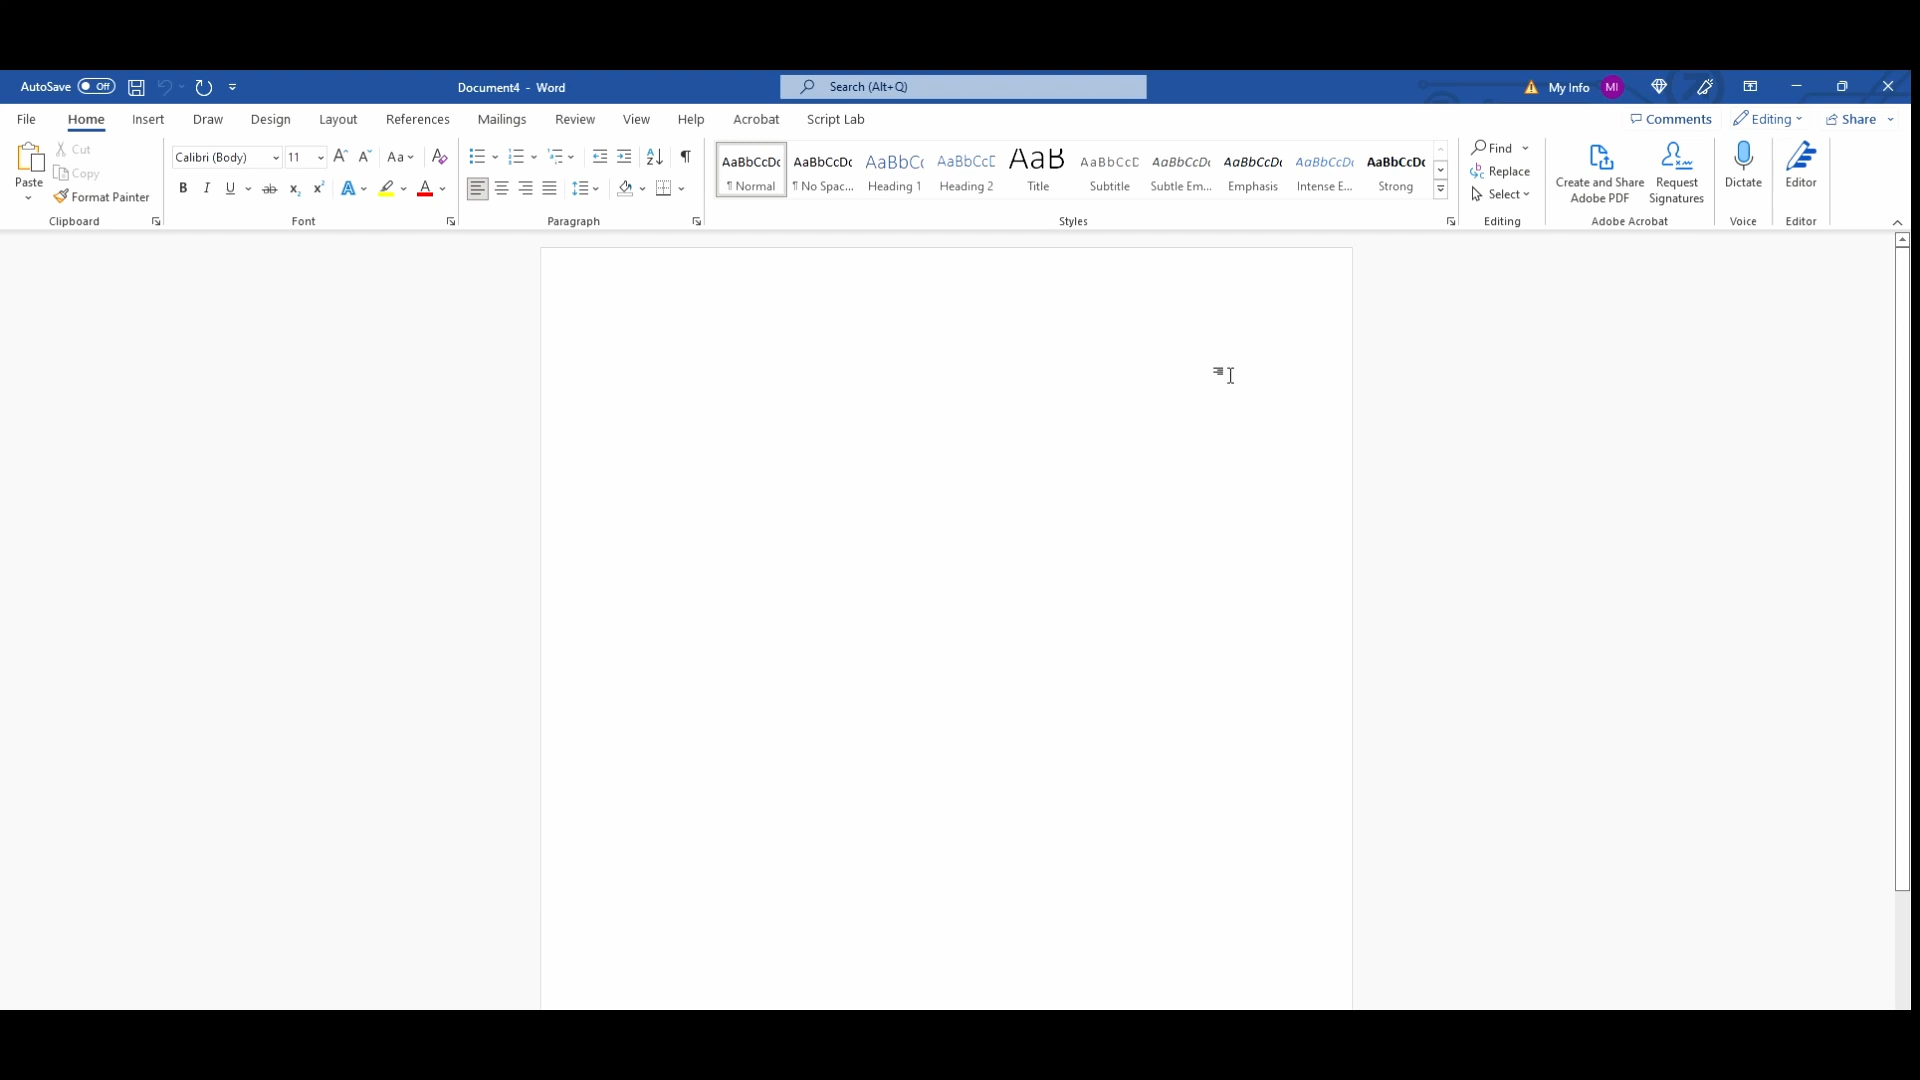 AutoSave Off Document4 - Word Search (Alt+Q) My Info MI
File Home Insert Draw Design Layout References Mailings Review View Help Acrobat Script Lab Comments Editing Share
Paste Cut Copy Format Painter
Clipboard
Calibri (Body) 11 Aa
B I U ab x₂ x² A A
Font
Paragraph
AaBbCcDc AaBbCcDc AaBbCc AaBbCcE AaB AaBbCcE AaBbCcDc AaBbCcDc AaBbCcDc AaBbCcDc
¶ Normal ¶ No Spac... Heading 1 Heading 2 Title Subtitle Subtle Em... Emphasis Intense E... Strong
Styles
Find
Replace
Select
Editing
Create and Share
Adobe PDF
Request
Signatures
Adobe Acrobat
Dictate
Voice
Editor
Editor